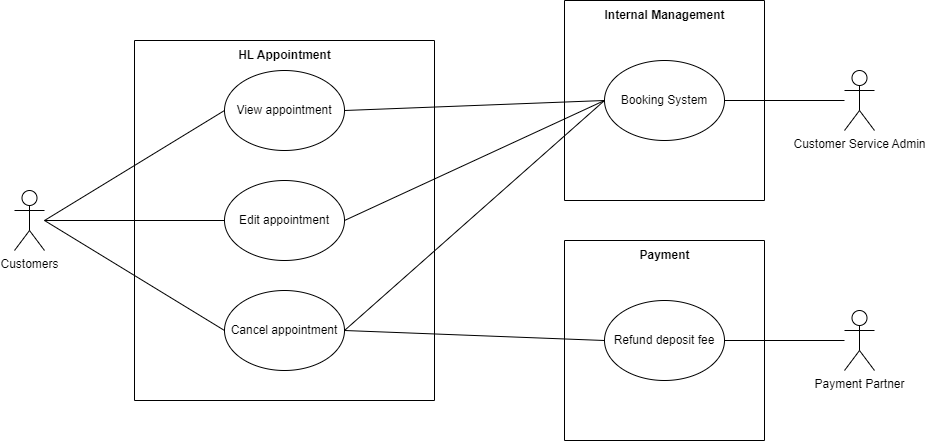 Internal Management
HL Appointment
View appointment
Booking System
Customer Service Admin
Edit appointment
Customers
Payment
Cancel appointment
Refund deposit fee
Payment Partner